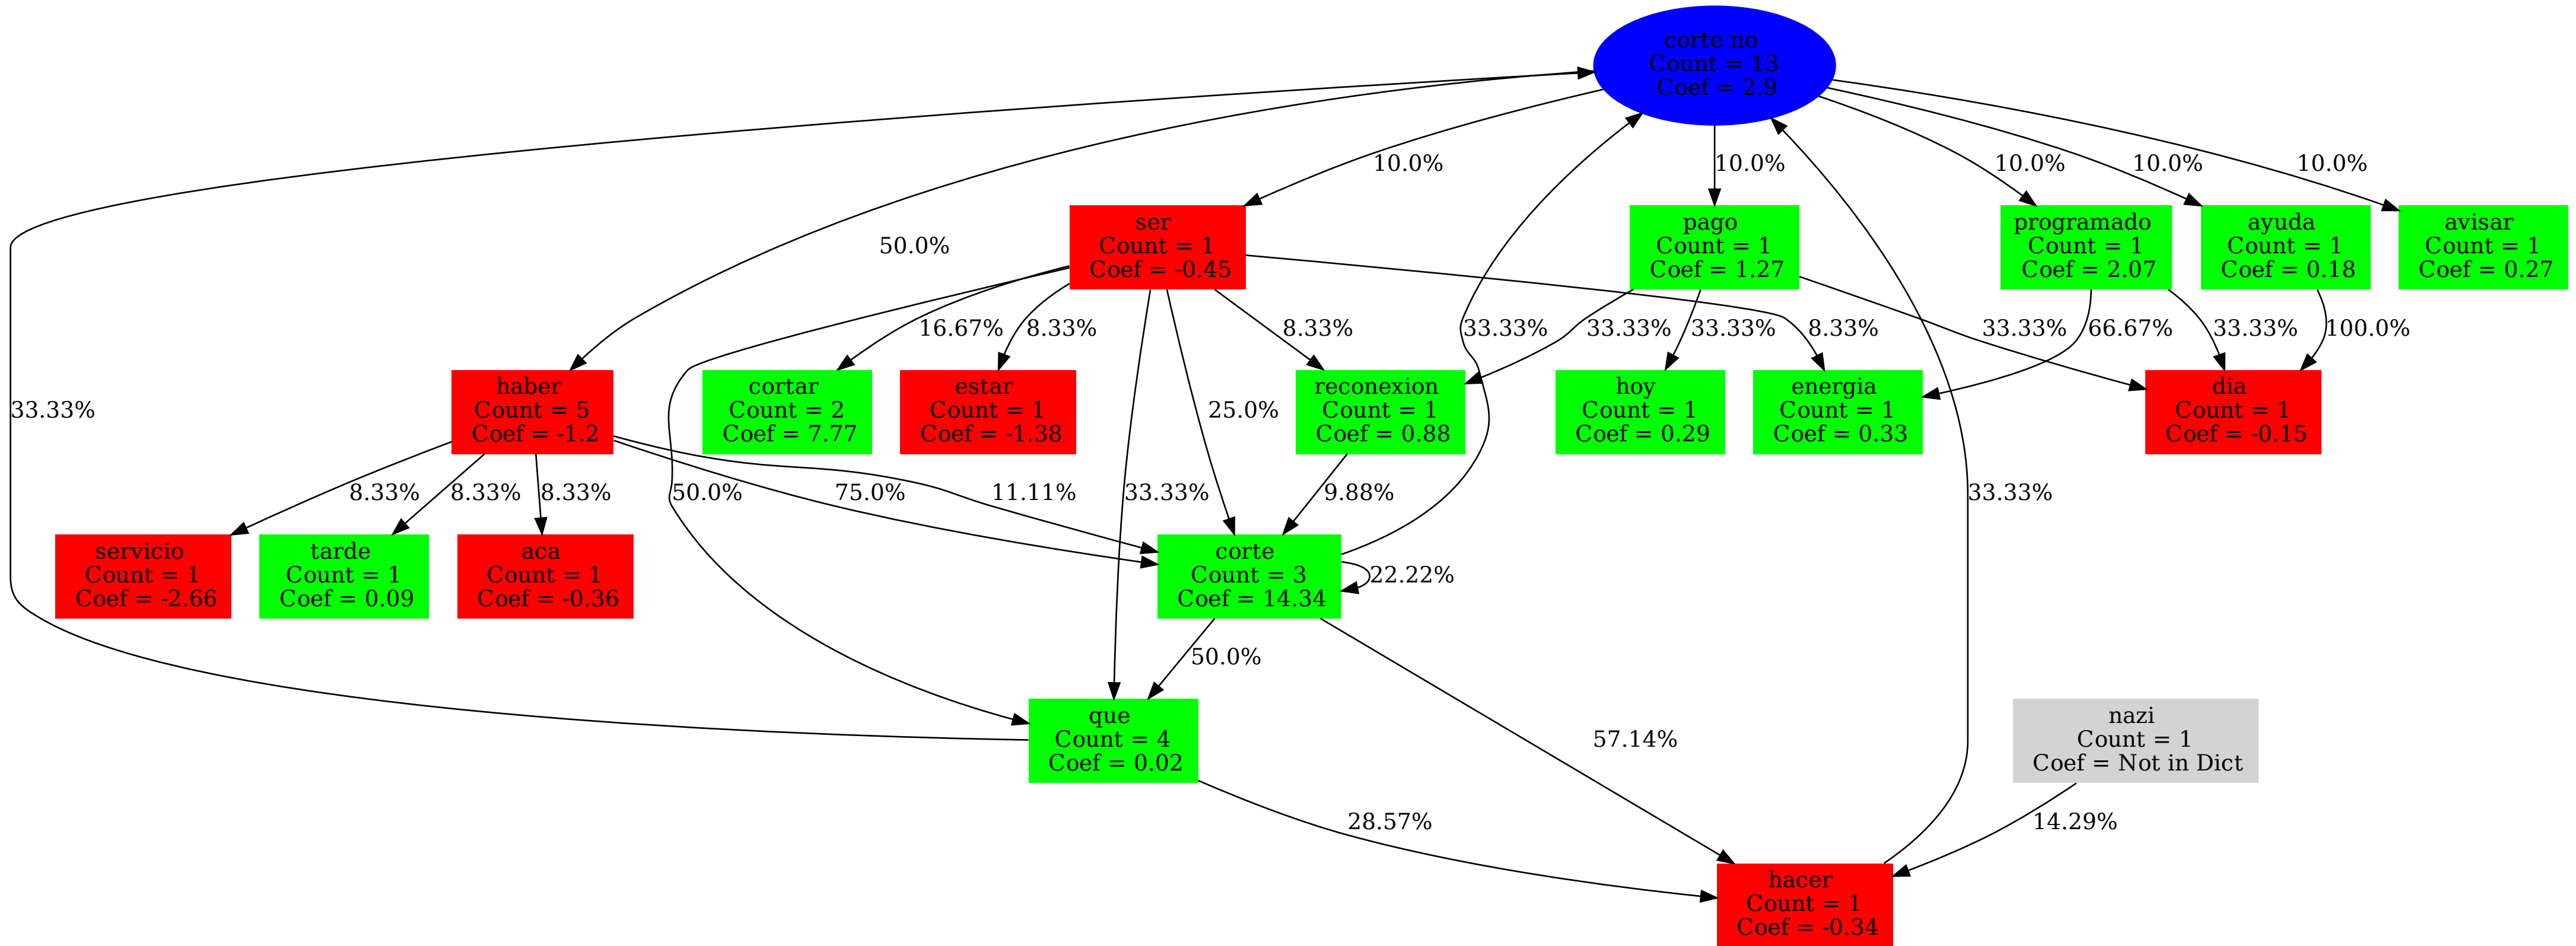 corte no
Count = 13
Coef = 2.9
10.0%
10.0%
10.0%
10.0%
10.0%
ser
Count = 1
Coef = -0.45
pago
Count = 1
Coef = 1.27
programado
Count = 1
Coef = 2.07
ayuda
Count = 1
Coef = 0.18
avisar
Count = 1
Coef = 0.27
50.0%
16.67%
8.33%
8.33%
33.33%
33.33%
33.33%
8.33%
33.33%
66.67%
33.33%
100.0%
33.33%
haber
Count = 5
Coef = -1.2
cortar
Count = 2
Coef = 7.77
estar
Count = 1
Coef = -1.38
25.0%
reconexion
Count = 1
Coef = 0.88
hoy
Count = 1
Coef = 0.29
energia
Count = 1
Coef = 0.33
dia
Count = 1
Coef = -0.15
8.33%
8.33%
8.33%
50.0%
75.0%
11.11%
33.33%
9.88%
33.33%
servicio
Count = 1
Coef = -2.66
tarde
Count = 1
Coef = 0.09
aca
Count = 1
Coef = -0.36
corte
Count = 3
Coef = 14.34
22.22%
50.0%
que
Count = 4
Coef = 0.02
57.14%
nazi
Count = 1
Coef = Not in Dict
28.57%
14.29%
hacer
Count = 1
Coef = -0.34